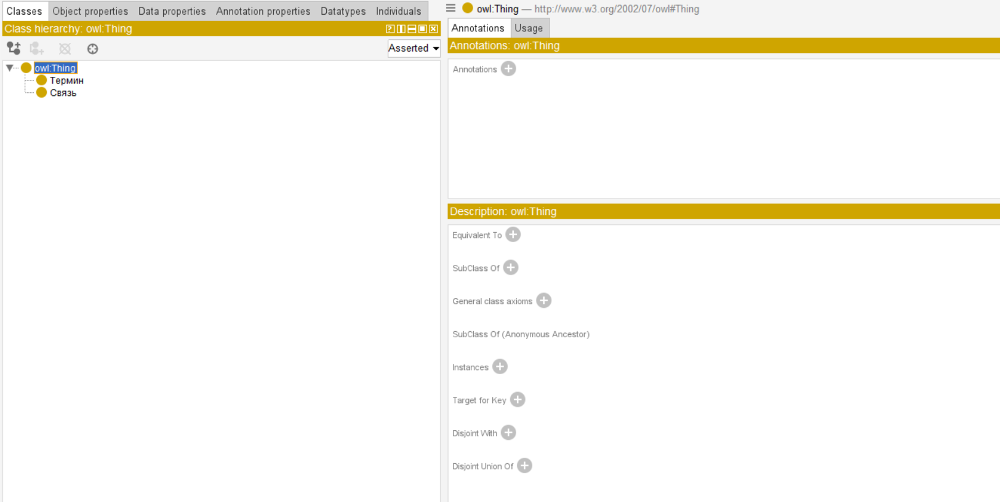 Classes Object properties Data properties Annotation properties Datatypes Individuals
Class hierarchy: owl:Thing
Asserted
owl:Thing
Термин
Связь
owl:Thing — http://www.w3.org/2002/07/owl#Thing
Annotations Usage
Annotations: owl:Thing
Annotations
Description: owl:Thing
Equivalent To
SubClass Of
General class axioms
SubClass Of (Anonymous Ancestor)
Instances
Target for Key
Disjoint With
Disjoint Union Of